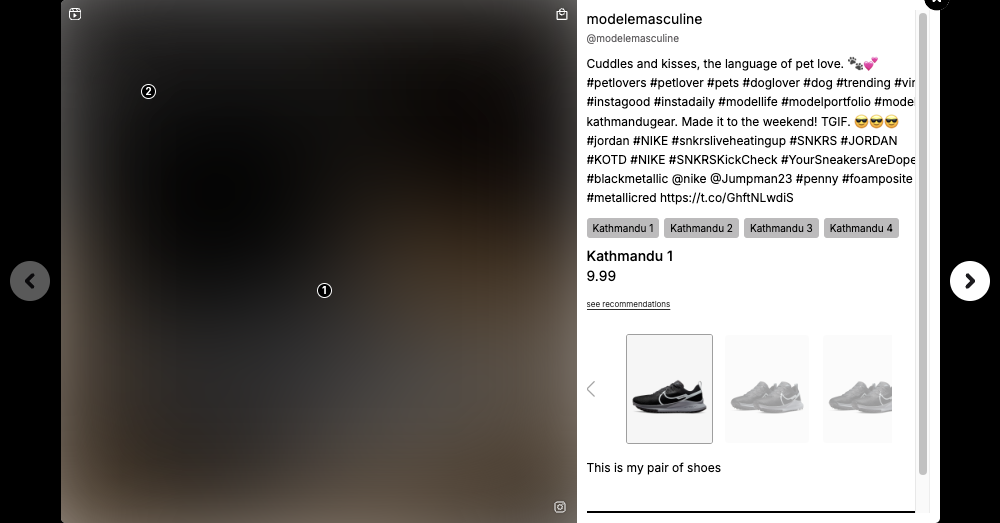 modelemasculine
@modelemasculine
Cuddles and kisses, the language of pet love. 🐾💕
#petlovers #petlover #pets #doglover #dog #trending
#instagood #instadaily #modellife #modelportfolio
kathmandugear. Made it to the weekend! TGIF. 😎😎😎
#jordan #NIKE #snkrsliveheatingup #SNKRS #JORDAN
#KOTD #NIKE #SNKRSKickCheck #YourSneakersAreDope
#blackmetallic @nike @Jumpman23 #penny #foamposite
#metallicred https://t.co/GhftNLwdiS
Kathmandu 1 Kathmandu 2 Kathmandu 3 Kathmandu 4
Kathmandu 1
9.99
see recommendations
This is my pair of shoes
2
1